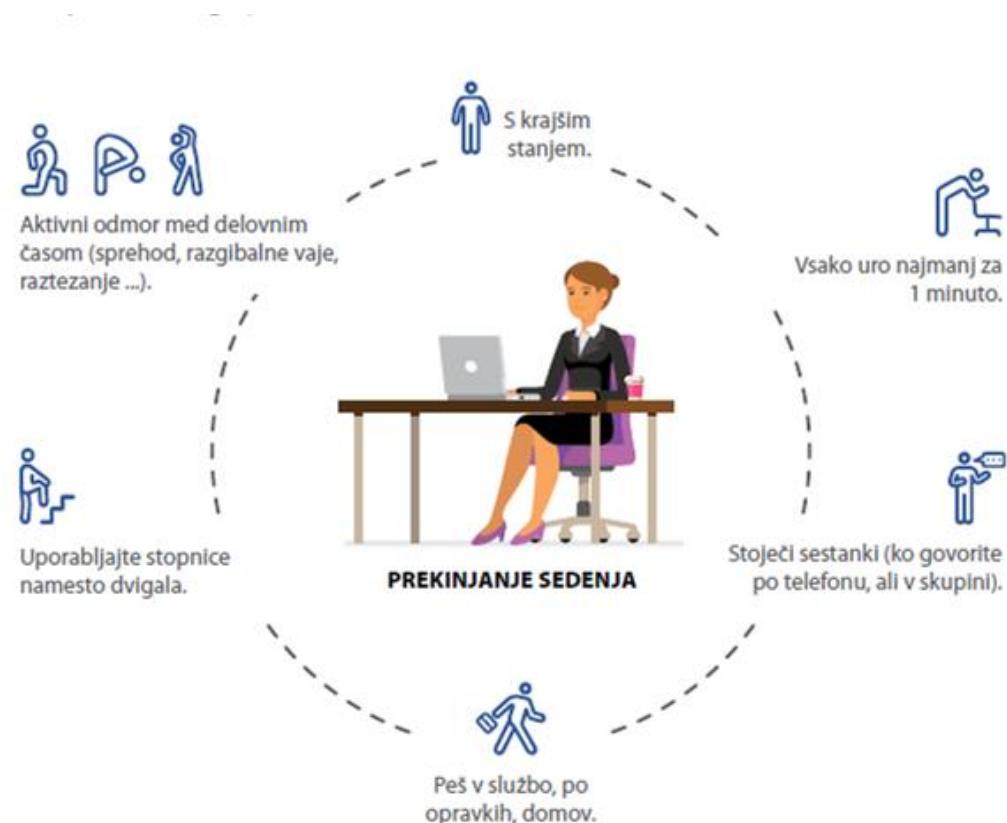 S krajšim
stanjem.
Vsako uro najmanj za
1 minuto.
Stoječi sestanki (ko govorite
po telefonu, ali v skupini).
Peš v službo, po
opravkih, domov.
Uporabljajte stopnice
namesto dvigala.
Aktivni odmor med delovnim
časom (sprehod, razgibalne vaje,
raztezanje ...).
PREKINJANJE SEDENJA